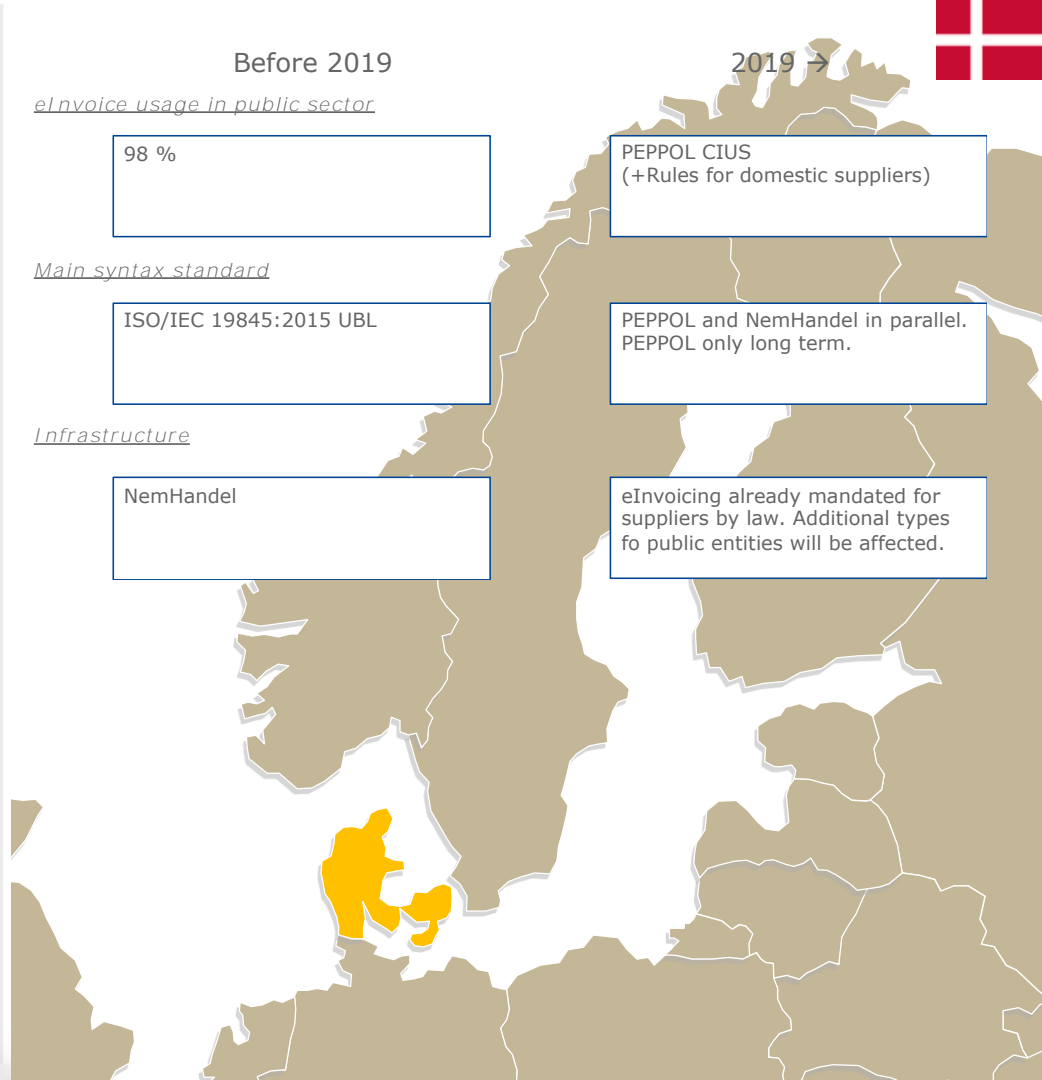 Before 2019
2019 →
eInvoice usage in public sector
98 %
PEPPOL CIUS
(+Rules for domestic suppliers)
Main syntax standard
ISO/IEC 19845:2015 UBL
PEPPOL and NemHandel in parallel.
PEPPOL only long term.
Infrastructure
NemHandel
eInvoicing already mandated for
suppliers by law. Additional types
fo public entities will be affected.